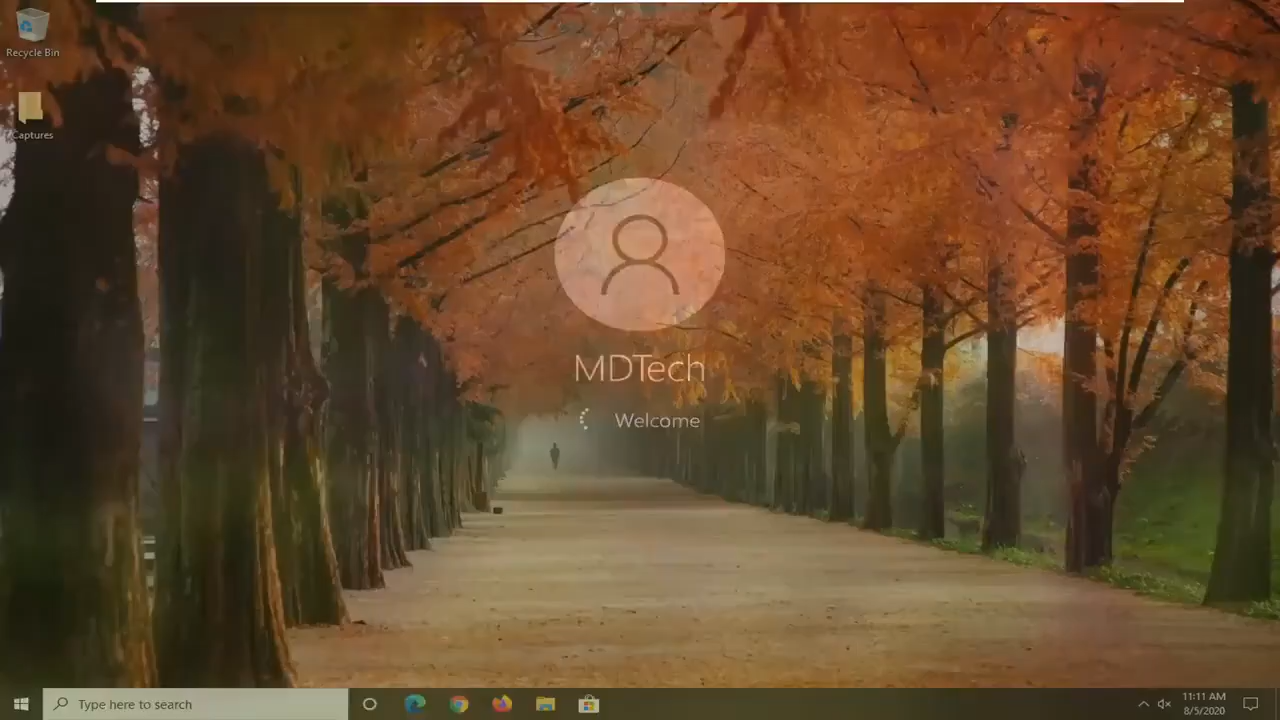 Recycle Bin
Captures
MDTech
Welcome
Type here to search
11:11 AM
8/5/2020